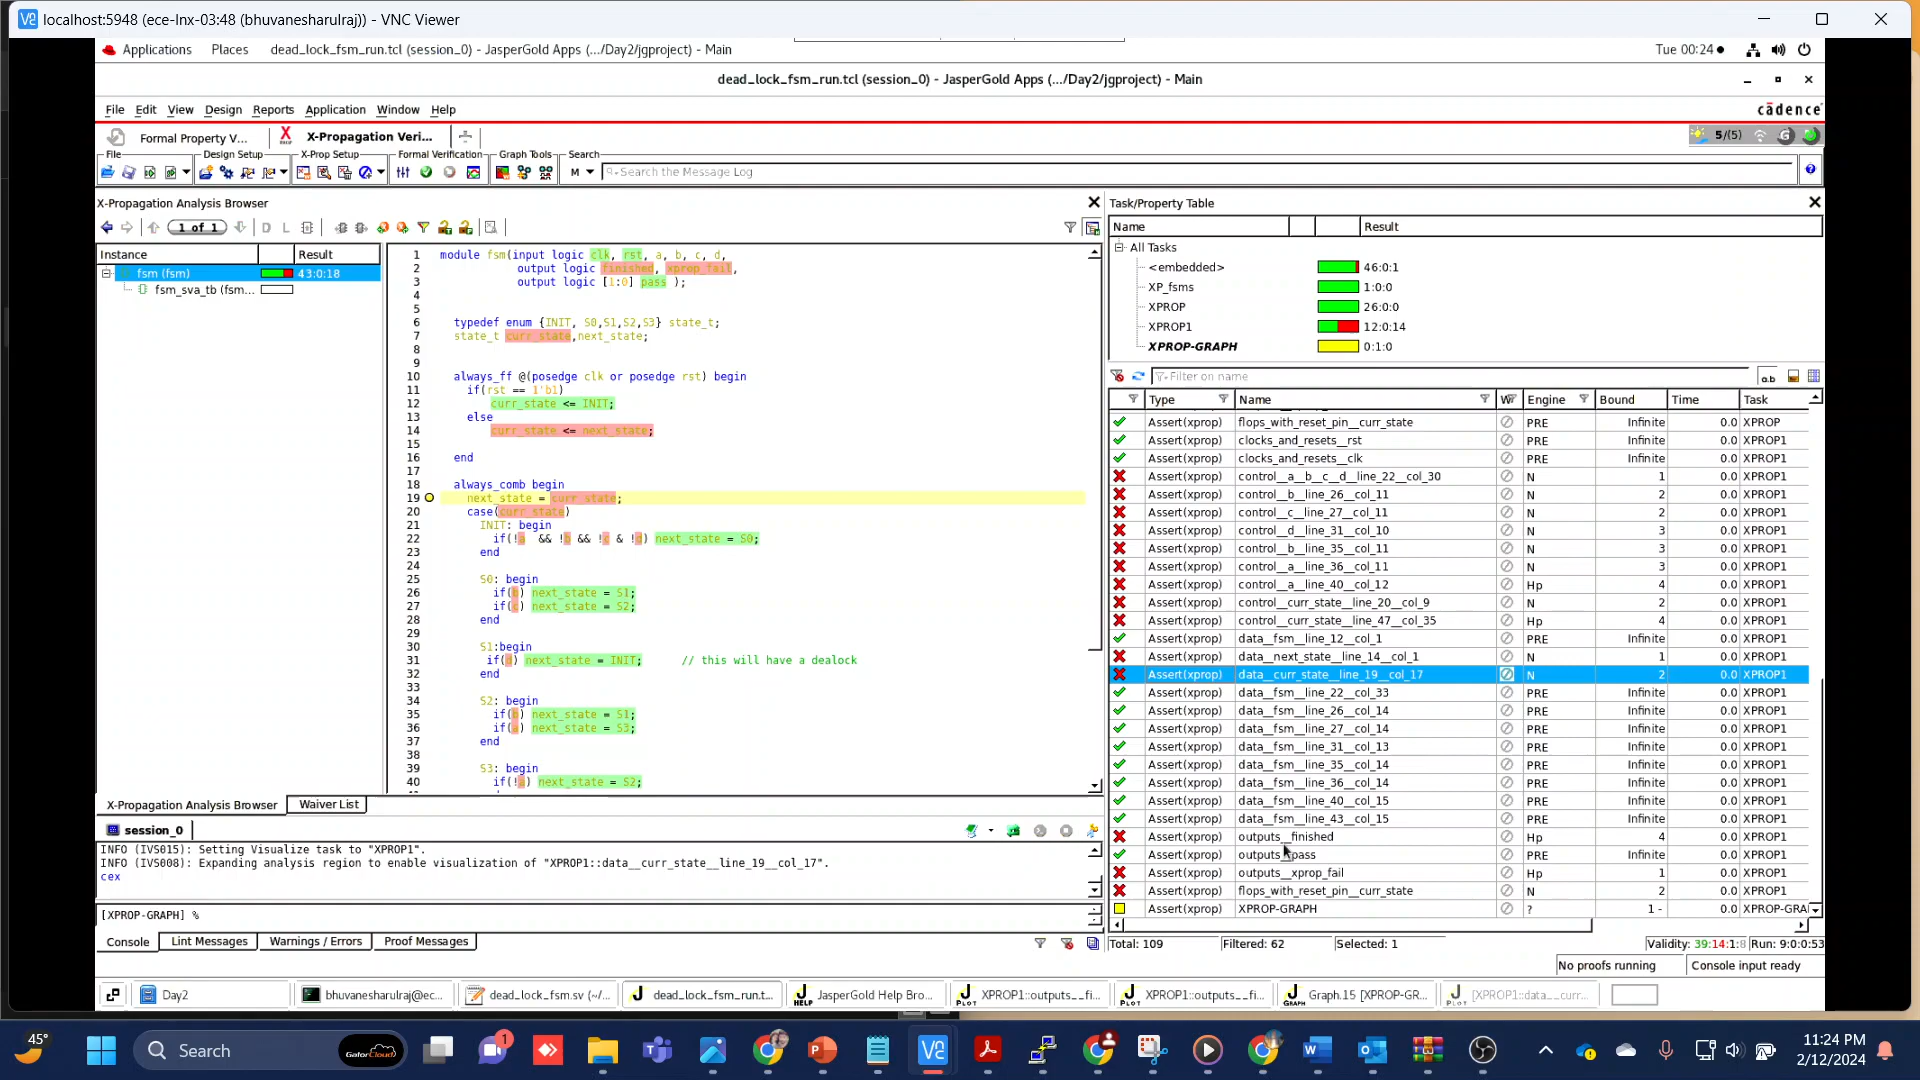 localhost:5948 (ece-lnx-03:48 (bhuvanesharulraj)) - VNC Viewer
Applications Places dead_lock_fsm_run.tcl (session_0) - JasperGold Apps (.../Day2/jgproject) - Main Tue 00:24
dead_lock_fsm_run.tcl (session_0) - JasperGold Apps (.../Day2/jgproject) - Main
File Edit View Design Reports Application Window Help cādence
Formal Property V... X-Propagation Veri... 5/(5)
File Design Setup X-Prop Setup Formal Verification Graph Tools Search
M Search the Message Log
X-Propagation Analysis Browser
1 of 1 D L
Instance Result
fsm (fsm) 43:0:18
fsm_sva_tb (fsm...
1 module fsm(input logic clk, rst, a, b, c, d,
2 output logic finished, xprop_fail,
3 output logic [1:0] pass );
4
5
6 typedef enum {INIT, S0,S1,S2,S3} state_t;
7 state_t curr_state,next_state;
8
9
10 always_ff @(posedge clk or posedge rst) begin
11 if(rst == 1'b1)
12 curr_state <= INIT;
13 else
14 curr_state <= next_state;
15
16 end
17
18 always_comb begin
19 next_state = curr_state;
20 case(curr_state)
21 INIT: begin
22 if(!a && !b && !c & !d) next_state = S0;
23 end
24
25 S0: begin
26 if(b) next_state = S1;
27 if(c) next_state = S2;
28 end
29
30 S1:begin
31 if(d) next_state = INIT; // this will have a dealock
32 end
33
34 S2: begin
35 if(b) next_state = S1;
36 if(a) next_state = S3;
37 end
38
39 S3: begin
40 if(!a) next_state = S2;
X-Propagation Analysis Browser Waiver List
Task/Property Table
Name Result
All Tasks
<embedded> 46:0:1
XP_fsms 1:0:0
XPROP 26:0:0
XPROP1 12:0:14
XPROP-GRAPH 0:1:0
Filter on name a.b
Type Name Engine Bound Time Task
Assert(xprop) flops_with_reset_pin__curr_state PRE Infinite 0.0 XPROP
Assert(xprop) clocks_and_resets__rst PRE Infinite 0.0 XPROP1
Assert(xprop) clocks_and_resets__clk PRE Infinite 0.0 XPROP1
Assert(xprop) control__a__b__c__d__line_22__col_30 N 1 0.0 XPROP1
Assert(xprop) control__b__line_26__col_11 N 2 0.0 XPROP1
Assert(xprop) control__c__line_27__col_11 N 2 0.0 XPROP1
Assert(xprop) control__d__line_31__col_10 N 3 0.0 XPROP1
Assert(xprop) control__b__line_35__col_11 N 3 0.0 XPROP1
Assert(xprop) control__a__line_36__col_11 N 3 0.0 XPROP1
Assert(xprop) control__a__line_40__col_12 Hp 4 0.0 XPROP1
Assert(xprop) control__curr_state__line_20__col_9 N 2 0.0 XPROP1
Assert(xprop) control__curr_state__line_47__col_35 Hp 4 0.0 XPROP1
Assert(xprop) data__fsm__line_12__col_1 PRE Infinite 0.0 XPROP1
Assert(xprop) data__next_state__line_14__col_1 N 1 0.0 XPROP1
Assert(xprop) data__curr_state__line_19__col_17 N 2 0.0 XPROP1
Assert(xprop) data__fsm__line_22__col_33 PRE Infinite 0.0 XPROP1
Assert(xprop) data__fsm__line_26__col_14 PRE Infinite 0.0 XPROP1
Assert(xprop) data__fsm__line_27__col_14 PRE Infinite 0.0 XPROP1
Assert(xprop) data__fsm__line_31__col_13 PRE Infinite 0.0 XPROP1
Assert(xprop) data__fsm__line_35__col_14 PRE Infinite 0.0 XPROP1
Assert(xprop) data__fsm__line_36__col_14 PRE Infinite 0.0 XPROP1
Assert(xprop) data__fsm__line_40__col_15 PRE Infinite 0.0 XPROP1
Assert(xprop) data__fsm__line_43__col_15 PRE Infinite 0.0 XPROP1
Assert(xprop) outputs__finished Hp 4 0.0 XPROP1
Assert(xprop) outputs__pass PRE Infinite 0.0 XPROP1
Assert(xprop) outputs__xprop_fail Hp 1 0.0 XPROP1
Assert(xprop) flops_with_reset_pin__curr_state N 2 0.0 XPROP1
Assert(xprop) XPROP-GRAPH ? 1 - 0.0 XPROP-GRA
Total: 109 Filtered: 62 Selected: 1 Validity: 39:14:1:8 Run: 9:0:0:53
No proofs running Console input ready
session_0
INFO (IVS015): Setting Visualize task to "XPROP1".
INFO (IVS008): Expanding analysis region to enable visualization of "XPROP1::data__curr_state__line_19__col_17".
cex
[XPROP-GRAPH] %
Console Lint Messages Warnings / Errors Proof Messages
Day2 bhuvanesharulraj@ec... dead_lock_fsm.sv (~/... dead_lock_fsm_run.t... JasperGold Help Bro... XPROP1::outputs__fi... XPROP1::outputs__fi... Graph.15 [XPROP-GR... [XPROP1::data__curr...
45° Search GatorCloud 1 11:24 PM
2/12/2024